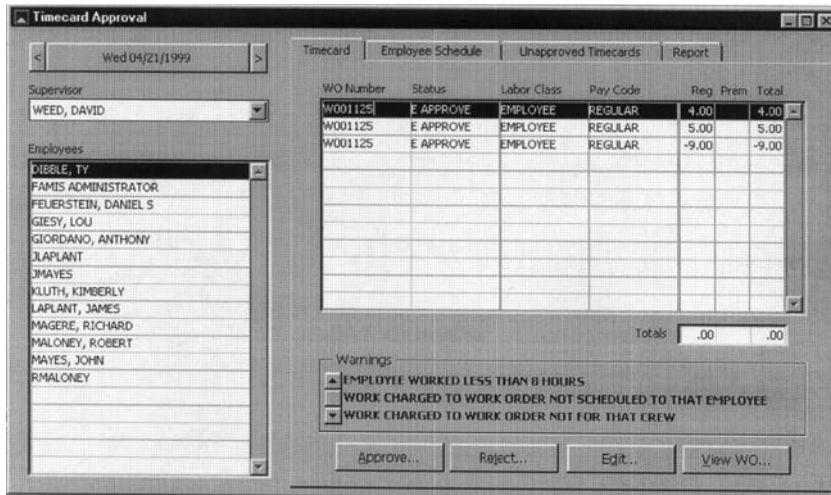 Timecard Approval
< Wed 04/21/1999 >
Supervisor
WEED, DAVID
Employees
DIBBLE, TY
FAMIS ADMINISTRATOR
FEUERSTEIN, DANIEL S
GIESY, LOU
GIORDANO, ANTHONY
JLAPLANT
JMAYES
KLUTH, KIMBERLY
LAPLANT, JAMES
MAGERE, RICHARD
MALONEY, ROBERT
MAYES, JOHN
RMALONEY
Timecard Employee Schedule Unapproved Timecards Report
WO Number Status Labor Class Pay Code Reg Prem Total
W001125 E APPROVE EMPLOYEE REGULAR 4.00 4.00
W001125 E APPROVE EMPLOYEE REGULAR 5.00 5.00
W001125 E APPROVE EMPLOYEE REGULAR -9.00 -9.00
Totals .00 .00
Warnings
EMPLOYEE WORKED LESS THAN 8 HOURS
WORK CHARGED TO WORK ORDER NOT SCHEDULED TO THAT EMPLOYEE
WORK CHARGED TO WORK ORDER NOT FOR THAT CREW
Approve... Reject... Edit... View WO...